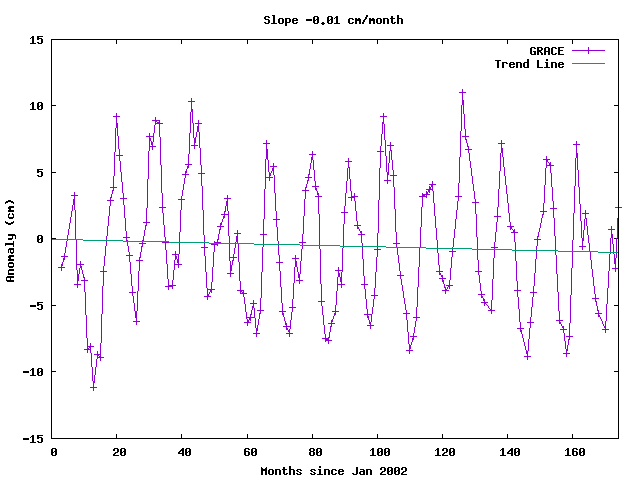 Slope -0.01 cm/month
15
GRACE
Trend Line
10
5
Anomaly (cm)
0
-5
-10
-15
0 20 40 60 80 100 120 140 160
Months since Jan 2002